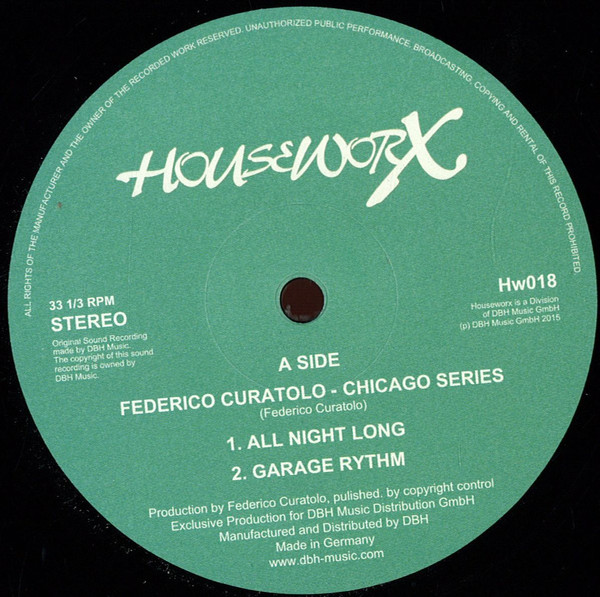 ALL RIGHTS OF THE MANUFACTURER AND THE OWNER OF THE RECORDED WORK RESERVED. UNAUTHORIZED PUBLIC PERFORMANCE, BROADCASTING, COPYING AND RENTAL OF THIS RECORD PROHIBITED.
HOUSEWORX
33 1/3 RPM
STEREO
Original Sound Recording
made by DBH Music.
The copyright of this sound
recording is owned by
DBH Music.
Hw018
Houseworx is a Division
of DBH Music GmbH
(p) DBH Music GmbH 2015
A SIDE
FEDERICO CURATOLO - CHICAGO SERIES
(Federico Curatolo)
1. ALL NIGHT LONG
2. GARAGE RYTHM
Production by Federico Curatolo, pulished. by copyright control
Exclusive Production for DBH Music Distribution GmbH
Manufactured and Distributed by DBH
Made in Germany
www.dbh-music.com